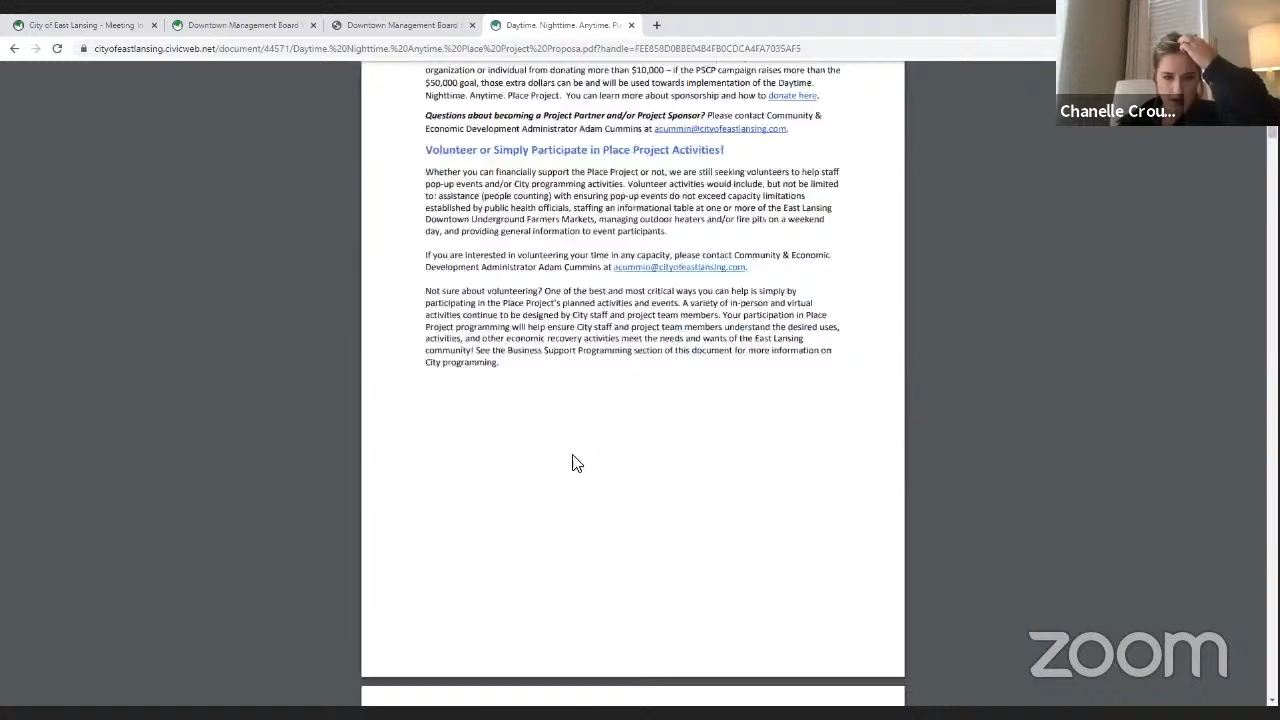 City of East Lansing - Meeting In
Downtown Management Board
Downtown Management Board
Daytime. Nighttime. Anytime. Pl
cityofeastlansing.civicweb.net/document/44571/Daytime.%20Nighttime.%20Anytime.%20Place%20Project%20Proposa.pdf?handle=FEE858D0BBE04B4FB0CDCA4FA7035AF5
Chanelle Crou...
organization or individual from donating more than $10,000 – if the PSCP campaign raises more than the
$50,000 goal, those extra dollars can be and will be used towards implementation of the Daytime.
Nighttime. Anytime. Place Project. You can learn more about sponsorship and how to donate here.
Questions about becoming a Project Partner and/or Project Sponsor? Please contact Community &
Economic Development Administrator Adam Cummins at acummin@cityofeastlansing.com.
Volunteer or Simply Participate in Place Project Activities!
Whether you can financially support the Place Project or not, we are still seeking volunteers to help staff
pop-up events and/or City programming activities. Volunteer activities would include, but not be limited
to: assistance (people counting) with ensuring pop-up events do not exceed capacity limitations
established by public health officials, staffing an informational table at one or more of the East Lansing
Downtown Underground Farmers Markets, managing outdoor heaters and/or fire pits on a weekend
day, and providing general information to event participants.
If you are interested in volunteering your time in any capacity, please contact Community & Economic
Development Administrator Adam Cummins at acummin@cityofeastlansing.com.
Not sure about volunteering? One of the best and most critical ways you can help is simply by
participating in the Place Project's planned activities and events. A variety of in-person and virtual
activities continue to be designed by City staff and project team members. Your participation in Place
Project programming will help ensure City staff and project team members understand the desired uses,
activities, and other economic recovery activities meet the needs and wants of the East Lansing
community! See the Business Support Programming section of this document for more information on
City programming.
zoom